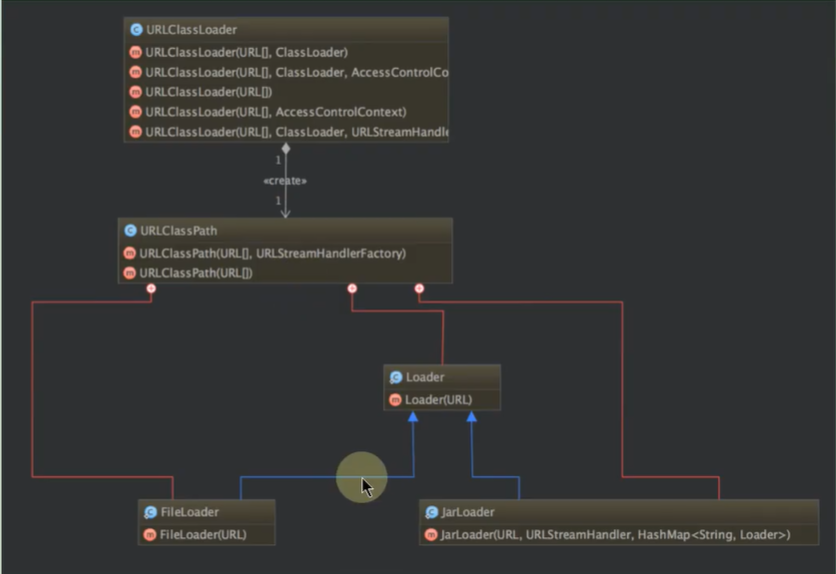 URLClassLoader
URLClassLoader(URL[], ClassLoader)
URLClassLoader(URL[], ClassLoader, AccessControlCo
URLClassLoader(URL[])
URLClassLoader(URL[], AccessControlContext)
URLClassLoader(URL[], ClassLoader, URLStreamHandle
1
«create»
1
URLClassPath
URLClassPath(URL[], URLStreamHandlerFactory)
URLClassPath(URL[])
Loader
Loader(URL)
FileLoader
FileLoader(URL)
JarLoader
JarLoader(URL, URLStreamHandler, HashMap<String, Loader>)